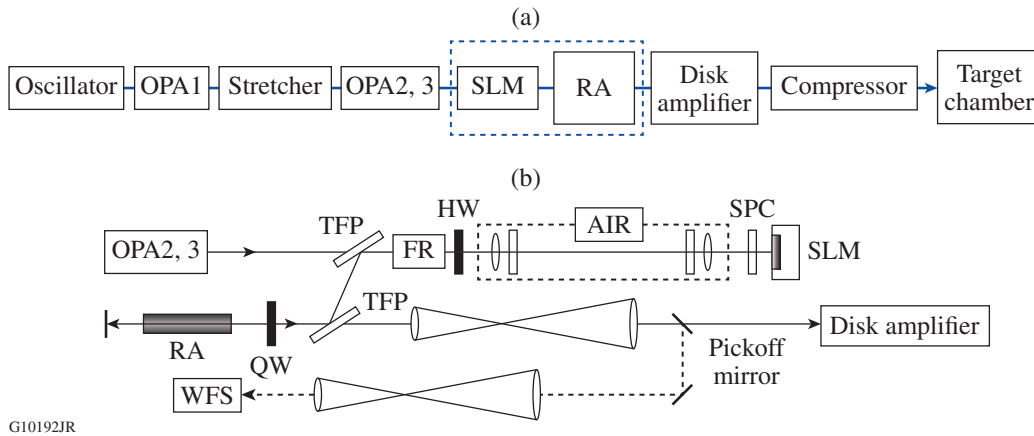 (a)
Oscillator OPA1 Stretcher OPA2, 3 SLM RA Disk amplifier Compressor Target chamber
(b)
OPA2, 3 TFP FR HW AIR SPC SLM
RA QW TFP Pickoff mirror Disk amplifier
WFS
G10192JR